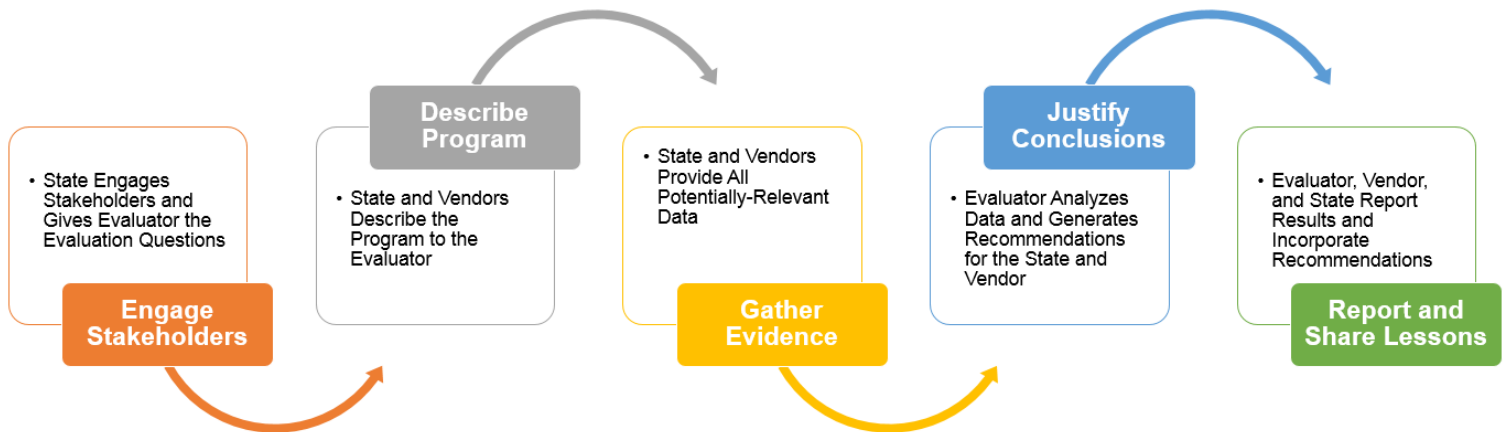 • State Engages
Stakeholders and
Gives Evaluator the
Evaluation Questions
Engage
Stakeholders
Describe
Program
• State and Vendors
Describe the
Program to the
Evaluator
• State and Vendors
Provide All
Potentially-Relevant
Data
Gather
Evidence
Justify
Conclusions
• Evaluator Analyzes
Data and Generates
Recommendations
for the State and
Vendor
• Evaluator, Vendor,
and State Report
Results and
Incorporate
Recommendations
Report and
Share Lessons